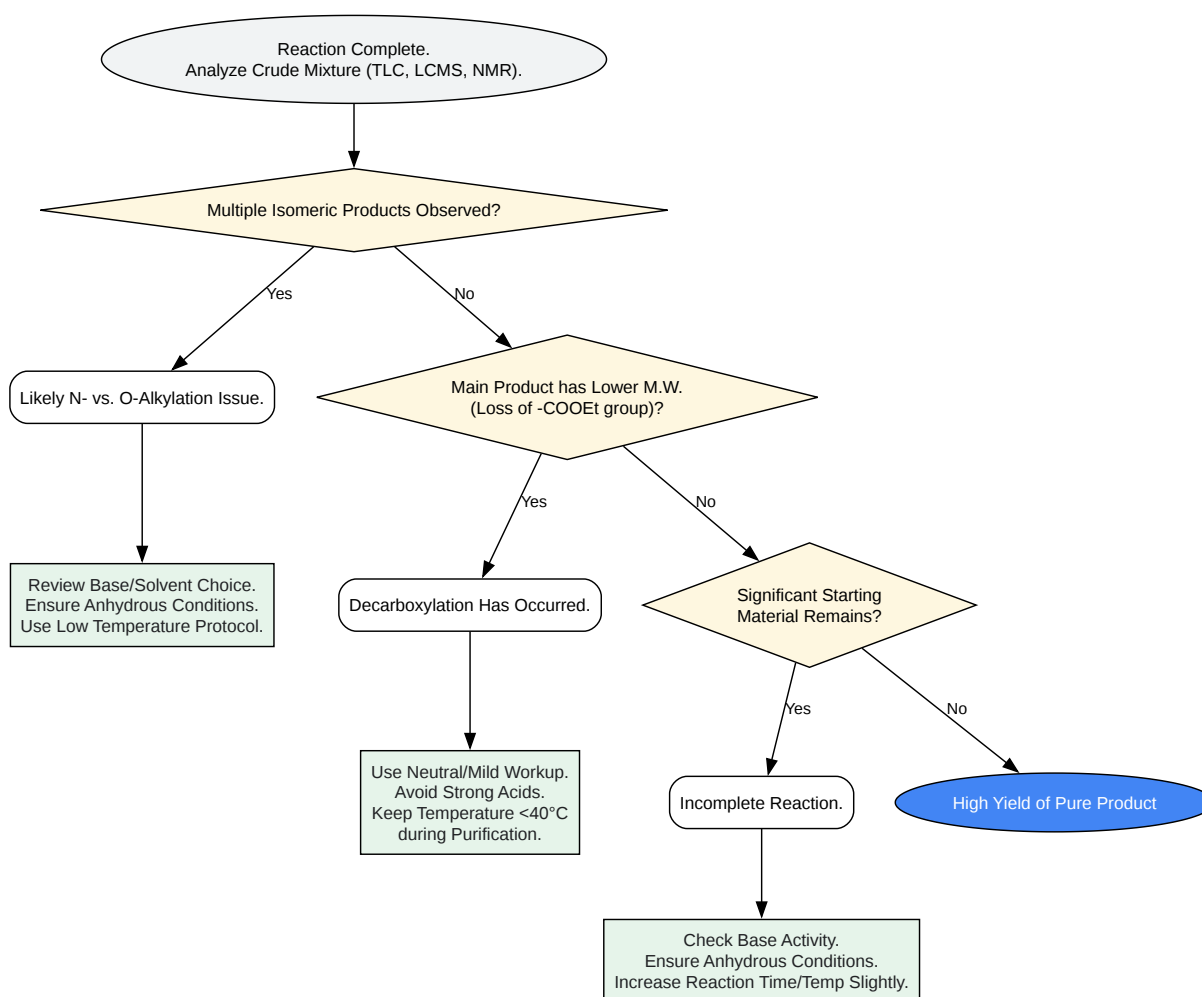 Reaction Complete.
Analyze Crude Mixture (TLC, LCMS, NMR).
Multiple Isomeric Products Observed?
Yes
No
Likely N- vs. O-Alkylation Issue.
Main Product has Lower M.W.
(Loss of -COOEt group)?
Yes
No
Review Base/Solvent Choice.
Ensure Anhydrous Conditions.
Use Low Temperature Protocol.
Decarboxylation Has Occurred.
Significant Starting
Material Remains?
Yes
No
Use Neutral/Mild Workup.
Avoid Strong Acids.
Keep Temperature <40°C
during Purification.
Incomplete Reaction.
High Yield of Pure Product
Check Base Activity.
Ensure Anhydrous Conditions.
Increase Reaction Time/Temp Slightly.